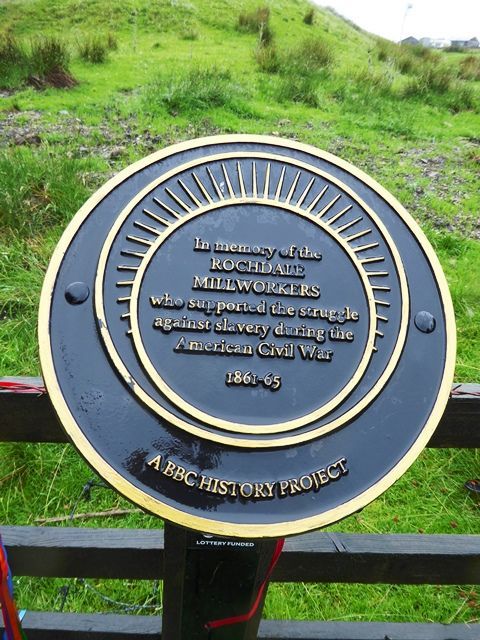 In memory of the
ROCHDALE
MILLWORKERS
who supported the struggle
against slavery during the
American Civil War
1861-65
A BBC HISTORY PROJECT
LOTTERY FUNDED